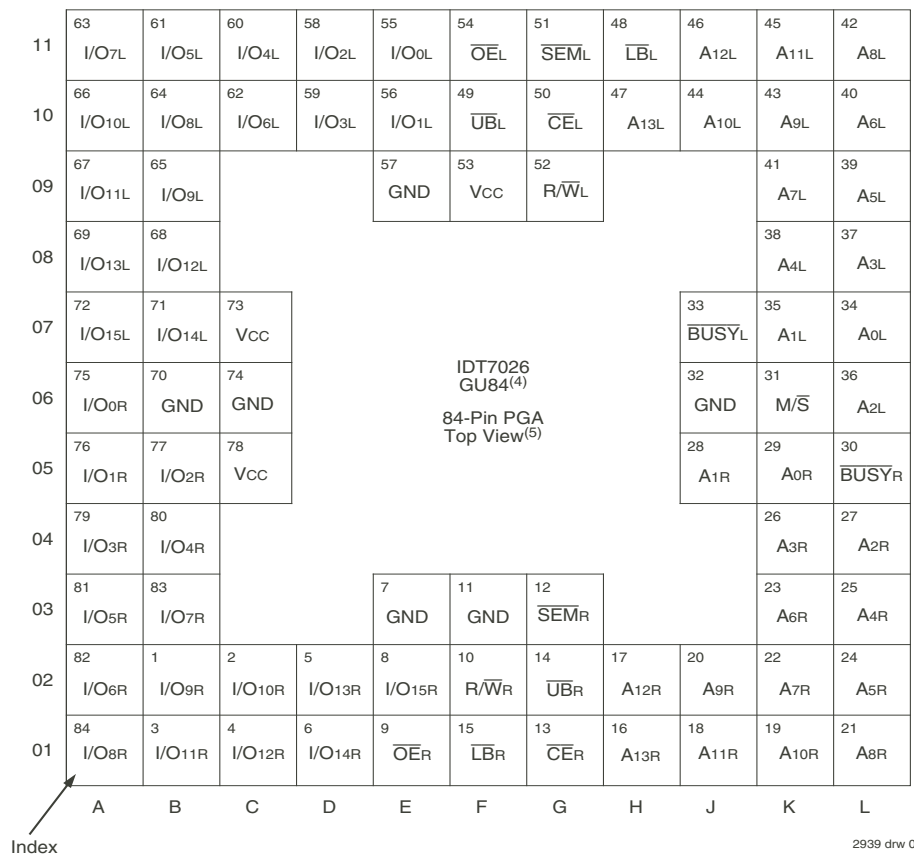 63 61 60 58 55 54 51 48 46 45 42
11 I/O7L I/O5L I/O4L I/O2L I/O0L OEL SEML LBL A12L A11L A8L
66 64 62 59 56 49 50 47 44 43 40
10 I/O10L I/O8L I/O6L I/O3L I/O1L UBL CEL A13L A10L A9L A6L
67 65 57 53 52 41 39
09 I/O11L I/O9L GND VCC R/WL A7L A5L
69 68 38 37
08 I/O13L I/O12L A4L A3L
72 71 73 33 35 34
07 I/O15L I/O14L VCC BUSYL A1L A0L
IDT7026
GU84(4)
75 70 74 32 31 36
06 I/O0R GND GND GND M/S A2L
84-Pin PGA
Top View(5)
76 77 78 28 29 30
05 I/O1R I/O2R VCC A1R A0R BUSYR
79 80 26 27
04 I/O3R I/O4R A3R A2R
81 83 7 11 12 23 25
03 I/O5R I/O7R GND GND SEMR A6R A4R
82 1 2 5 8 10 14 17 20 22 24
02 I/O6R I/O9R I/O10R I/O13R I/O15R R/WR UBR A12R A9R A7R A5R
84 3 4 6 9 15 13 16 18 19 21
01 I/O8R I/O11R I/O12R I/O14R OER LBR CER A13R A11R A10R A8R
A B C D E F G H J K L
Index
2939 drw 0